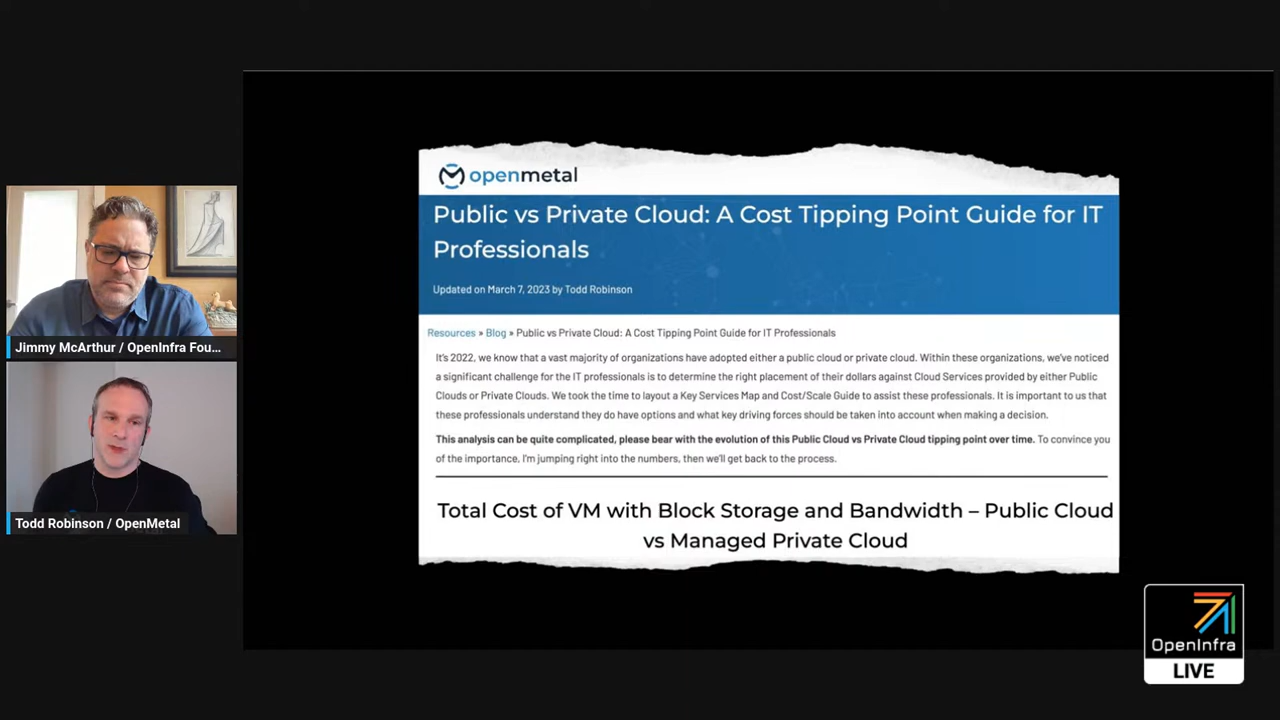 Jimmy McArthur / OpenInfra Fou...
Todd Robinson / OpenMetal
openmetal
Public vs Private Cloud: A Cost Tipping Point Guide for IT
Professionals
Updated on March 7, 2023 by Todd Robinson
Resources » Blog » Public vs Private Cloud: A Cost Tipping Point Guide for IT Professionals
It's 2022, we know that a vast majority of organizations have adopted either a public cloud or private cloud. Within these organizations, we've noticed
a significant challenge for the IT professionals is to determine the right placement of their dollars against Cloud Services provided by either Public
Clouds or Private Clouds. We took the time to layout a Key Services Map and Cost/Scale Guide to assist these professionals. It is important to us that
these professionals understand they do have options and what key driving forces should be taken into account when making a decision.
This analysis can be quite complicated, please bear with the evolution of this Public Cloud vs Private Cloud tipping point over time. To convince you
of the importance, I'm jumping right into the numbers, then we'll get back to the process.
Total Cost of VM with Block Storage and Bandwidth – Public Cloud
vs Managed Private Cloud
OpenInfra
LIVE